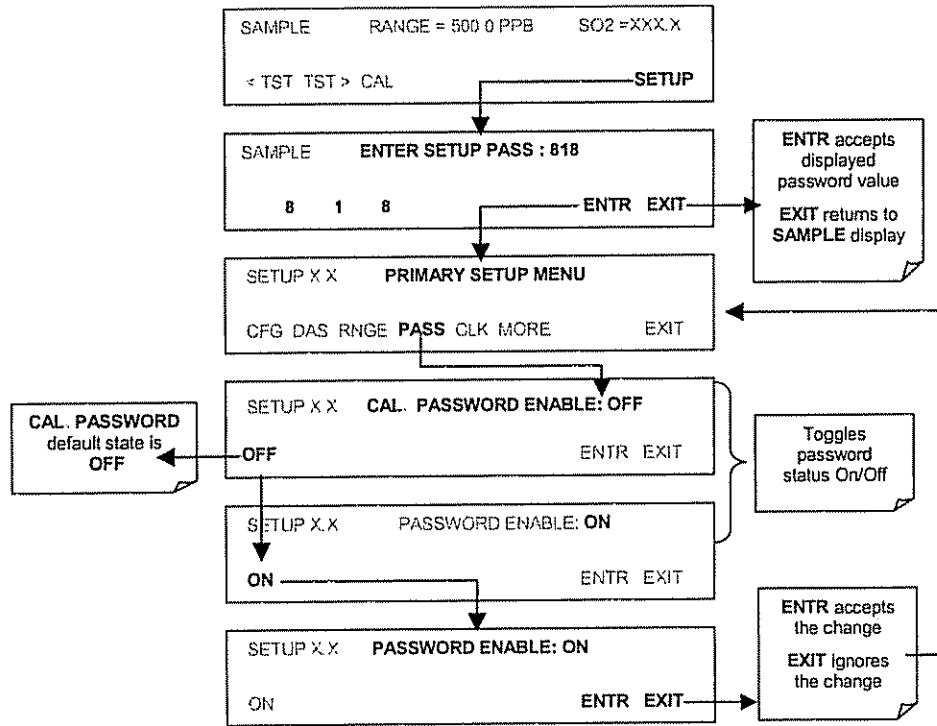 SAMPLE RANGE = 500 0 PPB SO2 =XXX.X
< TST TST > CAL SETUP
SAMPLE ENTER SETUP PASS : 818
8 1 8 ENTR EXIT
ENTR accepts
displayed
password value
EXIT returns to
SAMPLE display
SETUP X X PRIMARY SETUP MENU
CFG DAS RNGE PASS CLK MORE EXIT
SETUP X X CAL. PASSWORD ENABLE: OFF
OFF ENTR EXIT
CAL. PASSWORD
default state is
OFF
Toggles
password
status On/Off
SETUP X.X PASSWORD ENABLE: ON
ON ENTR EXIT
SETUP X.X PASSWORD ENABLE: ON
ON ENTR EXIT
ENTR accepts
the change
EXIT ignores
the change